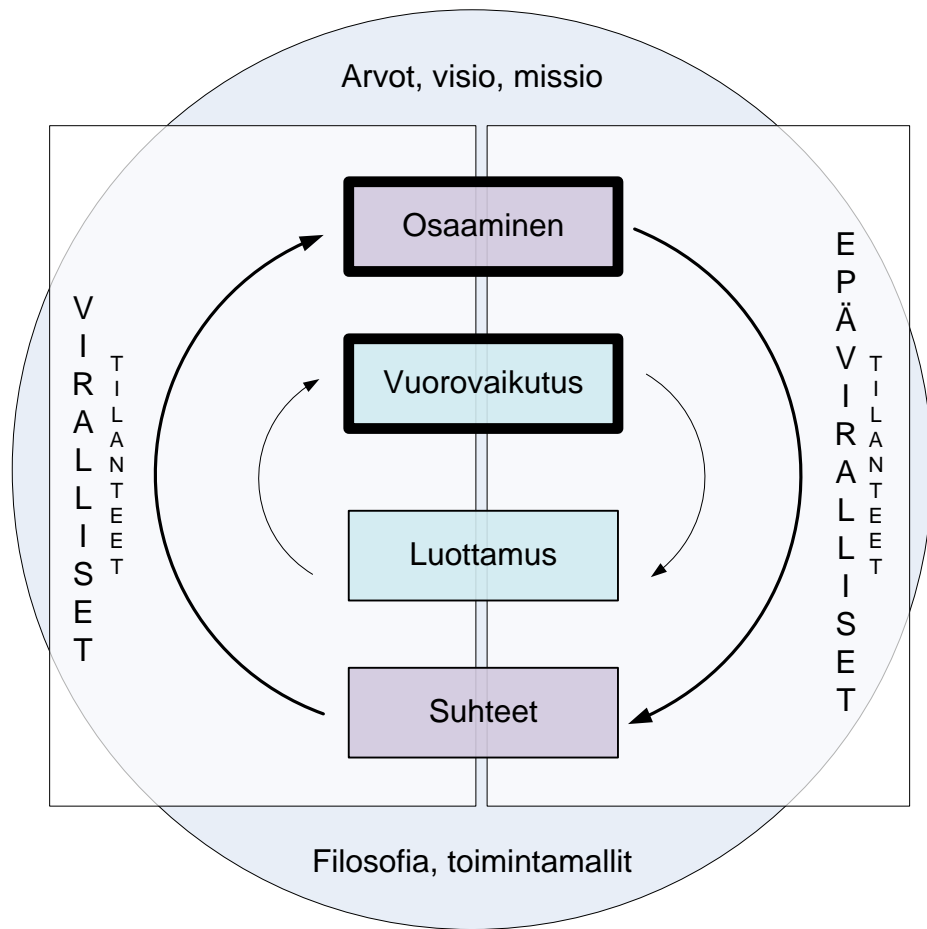 Arvot, visio, missio
VIRALLISET
TILANTEET
Osaaminen
Vuorovaikutus
Luottamus
Suhteet
EPÄVIRALLISET
TILANTEET
Filosofia, toimintamallit